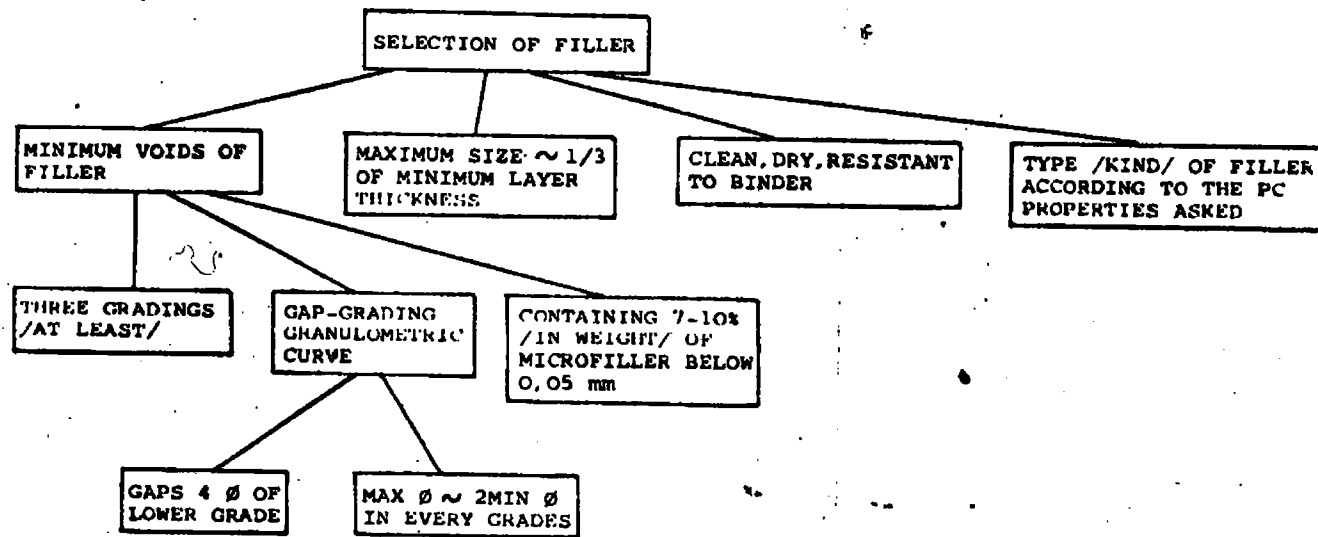 SELECTION OF FILLER
MINIMUM VOIDS OF
FILLER
MAXIMUM SIZE ~ 1/3
OF MINIMUM LAYER
THICKNESS
CLEAN, DRY, RESISTANT
TO BINDER
TYPE /KIND/ OF FILLER
ACCORDING TO THE PC
PROPERTIES ASKED
THREE GRADINGS
/AT LEAST/
GAP-GRADING
GRANULOMETRIC
CURVE
CONTAINING 7-10%
/IN WEIGHT/ OF
MICROFILLER BELOW
0,05 mm
GAPS 4 Ø OF
LOWER GRADE
MAX Ø ~ 2MIN Ø
IN EVERY GRADES